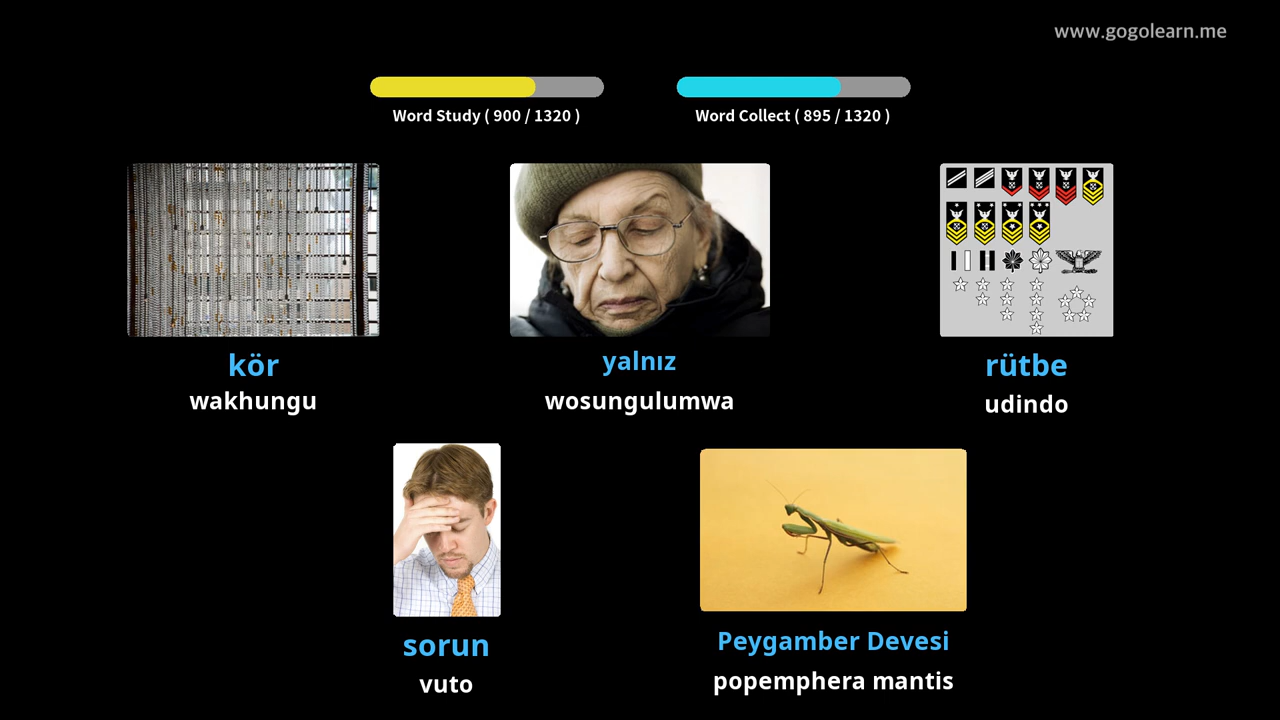 www.gogolearn.me
Word Study ( 900 / 1320 )
Word Collect ( 895 / 1320 )
kör
wakhungu
yalnız
wosungulumwa
rütbe
udindo
sorun
vuto
Peygamber Devesi
popemphera mantis